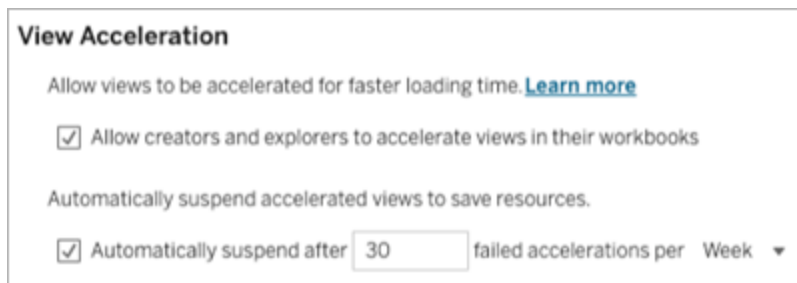 View Acceleration
Allow views to be accelerated for faster loading time. Learn more
Allow creators and explorers to accelerate views in their workbooks
Automatically suspend accelerated views to save resources.
Automatically suspend after 30 failed accelerations per Week